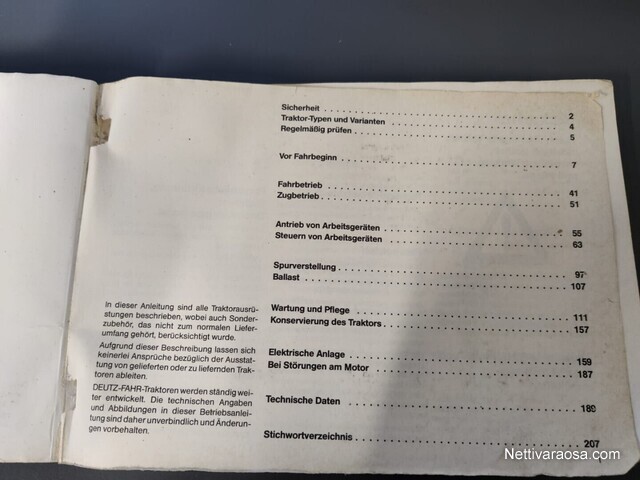 Sicherheit . . . . . . . . . . . . . . . . . . . . . . . . . . . . 2
Traktor-Typen und Varianten . . . . . . . . . . . . . . . . . . . . 4
Regelmäßig prüfen . . . . . . . . . . . . . . . . . . . . . . . . 5
Vor Fahrbeginn . . . . . . . . . . . . . . . . . . . . . . . . . . 7
Fahrbetrieb . . . . . . . . . . . . . . . . . . . . . . . . . . . 41
Zugbetrieb . . . . . . . . . . . . . . . . . . . . . . . . . . . . 51
Antrieb von Arbeitsgeräten . . . . . . . . . . . . . . . . . . . . 55
Steuern von Arbeitsgeräten . . . . . . . . . . . . . . . . . . . . 63
Spurverstellung . . . . . . . . . . . . . . . . . . . . . . . . . . 97
Ballast . . . . . . . . . . . . . . . . . . . . . . . . . . . . . 107
Wartung und Pflege . . . . . . . . . . . . . . . . . . . . . . . . 111
Konservierung des Traktors . . . . . . . . . . . . . . . . . . . . 157
Elektrische Anlage . . . . . . . . . . . . . . . . . . . . . . . . 159
Bei Störungen am Motor . . . . . . . . . . . . . . . . . . . . . . 187
Technische Daten . . . . . . . . . . . . . . . . . . . . . . . . . 189
Stichwortverzeichnis . . . . . . . . . . . . . . . . . . . . . . . 207
In dieser Anleitung sind alle Traktorausrü-
stungen beschrieben, wobei auch Sonder-
zubehör, das nicht zum normalen Liefer-
umfang gehört, berücksichtigt wurde.
Aufgrund dieser Beschreibung lassen sich
keinerlei Ansprüche bezüglich der Ausstat-
tung von gelieferten oder zu liefernden Trak-
toren ableiten.
DEUTZ-FAHR-Traktoren werden ständig wei-
ter entwickelt. Die technischen Angaben
und Abbildungen in dieser Betriebsanlei-
tung sind daher unverbindlich und Änderun-
gen vorbehalten.
Nettivaraosa.com